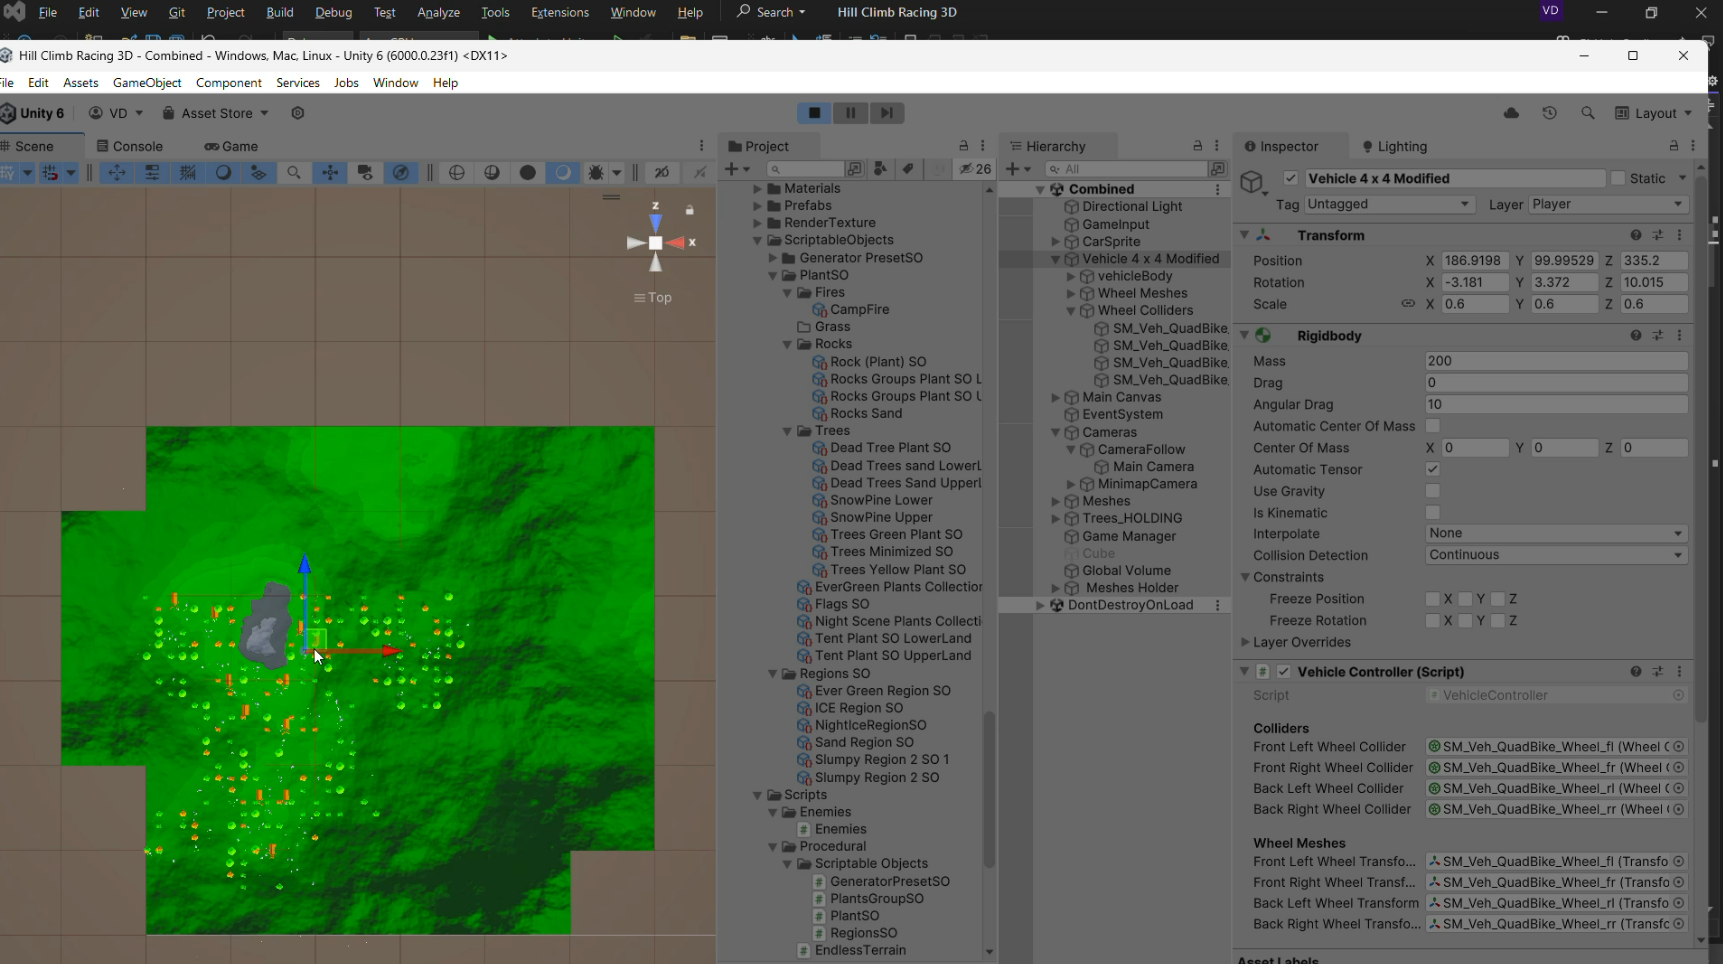 File Edit View Git Project Build Debug Test Analyze Tools Extensions Window Help Search Hill Climb Racing 3D VD
Hill Climb Racing 3D - Combined - Windows, Mac, Linux - Unity 6 (6000.0.23f1) <DX11>
ile Edit Assets GameObject Component Services Jobs Window Help
Unity 6 VD Asset Store Layout
Scene Console Game
2D
z
x
Top
Project
26
Materials
Prefabs
RenderTexture
ScriptableObjects
Generator PresetSO
PlantSO
Fires
CampFire
Grass
Rocks
Rock (Plant) SO
Rocks Groups Plant SO L
Rocks Groups Plant SO U
Rocks Sand
Trees
Dead Tree Plant SO
Dead Trees sand LowerL
Dead Trees Sand UpperL
SnowPine Lower
SnowPine Upper
Trees Green Plant SO
Trees Minimized SO
Trees Yellow Plant SO
EverGreen Plants Collection
Flags SO
Night Scene Plants Collecti
Tent Plant SO LowerLand
Tent Plant SO UpperLand
Regions SO
Ever Green Region SO
ICE Region SO
NightIceRegionSO
Sand Region SO
Slumpy Region 2 SO 1
Slumpy Region 2 SO
Scripts
Enemies
Enemies
Procedural
Scriptable Objects
GeneratorPresetSO
PlantsGroupSO
PlantSO
RegionsSO
EndlessTerrain
Hierarchy
All
Combined
Directional Light
GameInput
CarSprite
Vehicle 4 x 4 Modified
vehicleBody
Wheel Meshes
Wheel Colliders
SM_Veh_QuadBike_
SM_Veh_QuadBike_
SM_Veh_QuadBike_
SM_Veh_QuadBike_
Main Canvas
EventSystem
Cameras
CameraFollow
Main Camera
MinimapCamera
Meshes
Trees_HOLDING
Game Manager
Cube
Global Volume
Meshes Holder
DontDestroyOnLoad
Inspector Lighting
Vehicle 4 x 4 Modified Static
Tag Untagged Layer Player
Transform
Position X 186.9198 Y 99.99529 Z 335.2
Rotation X -3.181 Y 3.372 Z 10.015
Scale X 0.6 Y 0.6 Z 0.6
Rigidbody
Mass 200
Drag 0
Angular Drag 10
Automatic Center Of Mass
Center Of Mass X 0 Y 0 Z 0
Automatic Tensor
Use Gravity
Is Kinematic
Interpolate None
Collision Detection Continuous
Constraints
Freeze Position X Y Z
Freeze Rotation X Y Z
Layer Overrides
Vehicle Controller (Script)
Script VehicleController
Colliders
Front Left Wheel Collider SM_Veh_QuadBike_Wheel_fl (Wheel C
Front Right Wheel Collider SM_Veh_QuadBike_Wheel_fr (Wheel (
Back Left Wheel Collider SM_Veh_QuadBike_Wheel_rl (Wheel C
Back Right Wheel Collider SM_Veh_QuadBike_Wheel_rr (Wheel (
Wheel Meshes
Front Left Wheel Transfo... SM_Veh_QuadBike_Wheel_fl (Transfo
Front Right Wheel Transf... SM_Veh_QuadBike_Wheel_fr (Transfo
Back Left Wheel Transform SM_Veh_QuadBike_Wheel_rl (Transfo
Back Right Wheel Transfo... SM_Veh_QuadBike_Wheel_rr (Transfo
Asset Labels